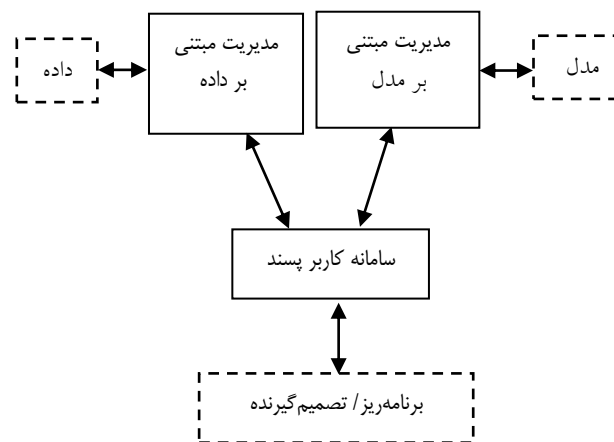 مدل
مدیریت مبتنی
بر مدل
مدیریت مبتنی
بر داده
داده
سامانه کاربر پسند
برنامه‌ریز/ تصمیم‌گیرنده